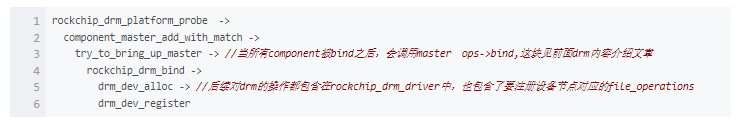 1 rockchip_drm_platform_probe ->
2 component_master_add_with_match ->
3 try_to_bring_up_master -> //当所有component被bind之后，会调用master ops->bind,这块见前面drm内容介绍文章
4 rockchip_drm_bind ->
5 drm_dev_alloc -> //后续对drm的操作都包含在rockchip_drm_driver中，也包含了要注册设备节点对应的file_operations
6 drm_dev_register